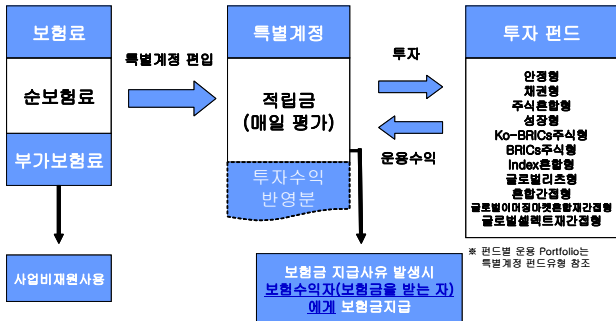 보험료
순보험료
부가보험료
사업비재원사용
특별계정 편입
특별계정
적립금
(매일 평가)
투자수익
반영분
보험금 지급사유 발생시
보험수익자(보험금을 받는 자)
에게 보험금지급
투자
운용수익
투자 펀드
안정형
채권형
주식혼합형
성장형
Ko-BRICs주식형
BRICs주식형
Index혼합형
글로벌리츠형
혼합간접형
글로벌이머징마켓혼합재간접형
글로벌셀렉트재간접형
※ 펀드별 운용 Portfolio는
특별계정 펀드유형 참조